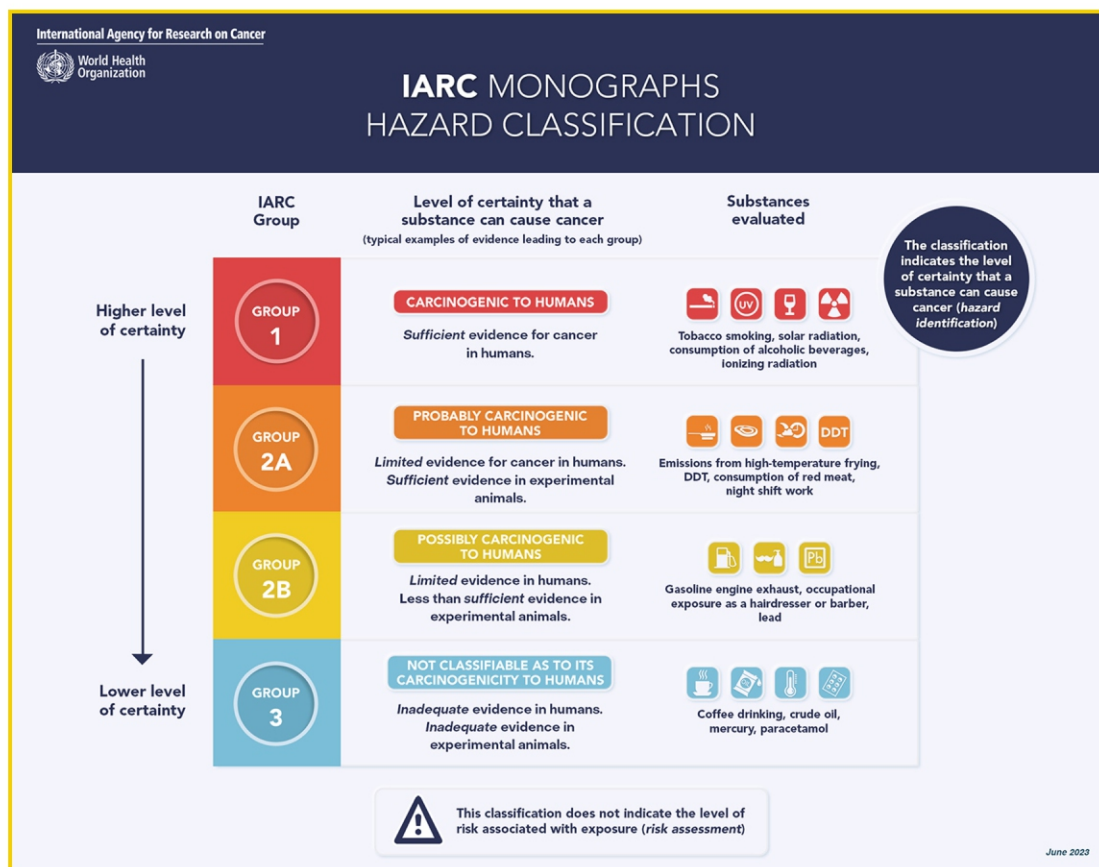 International Agency for Research on Cancer
World Health
Organization
IARC MONOGRAPHS
HAZARD CLASSIFICATION
IARC
Group
Level of certainty that a
substance can cause cancer
(typical examples of evidence leading to each group)
Substances
evaluated
The classification
indicates the level
of certainty that a
substance can cause
cancer (hazard
identification)
Higher level
of certainty
Lower level
of certainty
GROUP
1
CARCINOGENIC TO HUMANS
Sufficient evidence for cancer
in humans.
UV
Tobacco smoking, solar radiation,
consumption of alcoholic beverages,
ionizing radiation
GROUP
2A
PROBABLY CARCINOGENIC
TO HUMANS
Limited evidence for cancer in humans.
Sufficient evidence in experimental
animals.
DDT
Emissions from high-temperature frying,
DDT, consumption of red meat,
night shift work
GROUP
2B
POSSIBLY CARCINOGENIC
TO HUMANS
Limited evidence in humans.
Less than sufficient evidence in
experimental animals.
Pb
Gasoline engine exhaust, occupational
exposure as a hairdresser or barber,
lead
GROUP
3
NOT CLASSIFIABLE AS TO ITS
CARCINOGENICITY TO HUMANS
Inadequate evidence in humans.
Inadequate evidence in
experimental animals.
Coffee drinking, crude oil,
mercury, paracetamol
This classification does not indicate the level of
risk associated with exposure (risk assessment)
June 2023